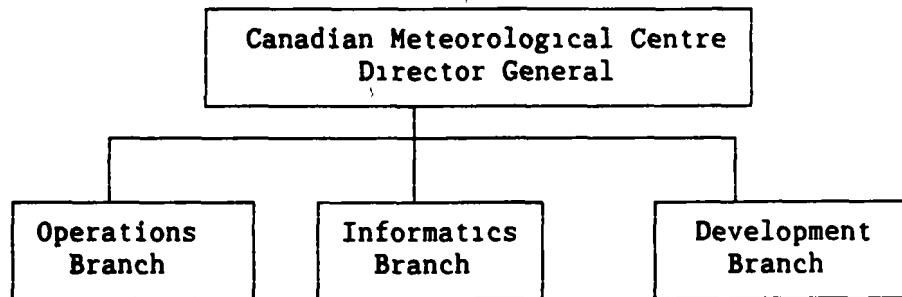 Canadian Meteorological Centre
Director General
Operations
Branch
Informatics
Branch
Development
Branch